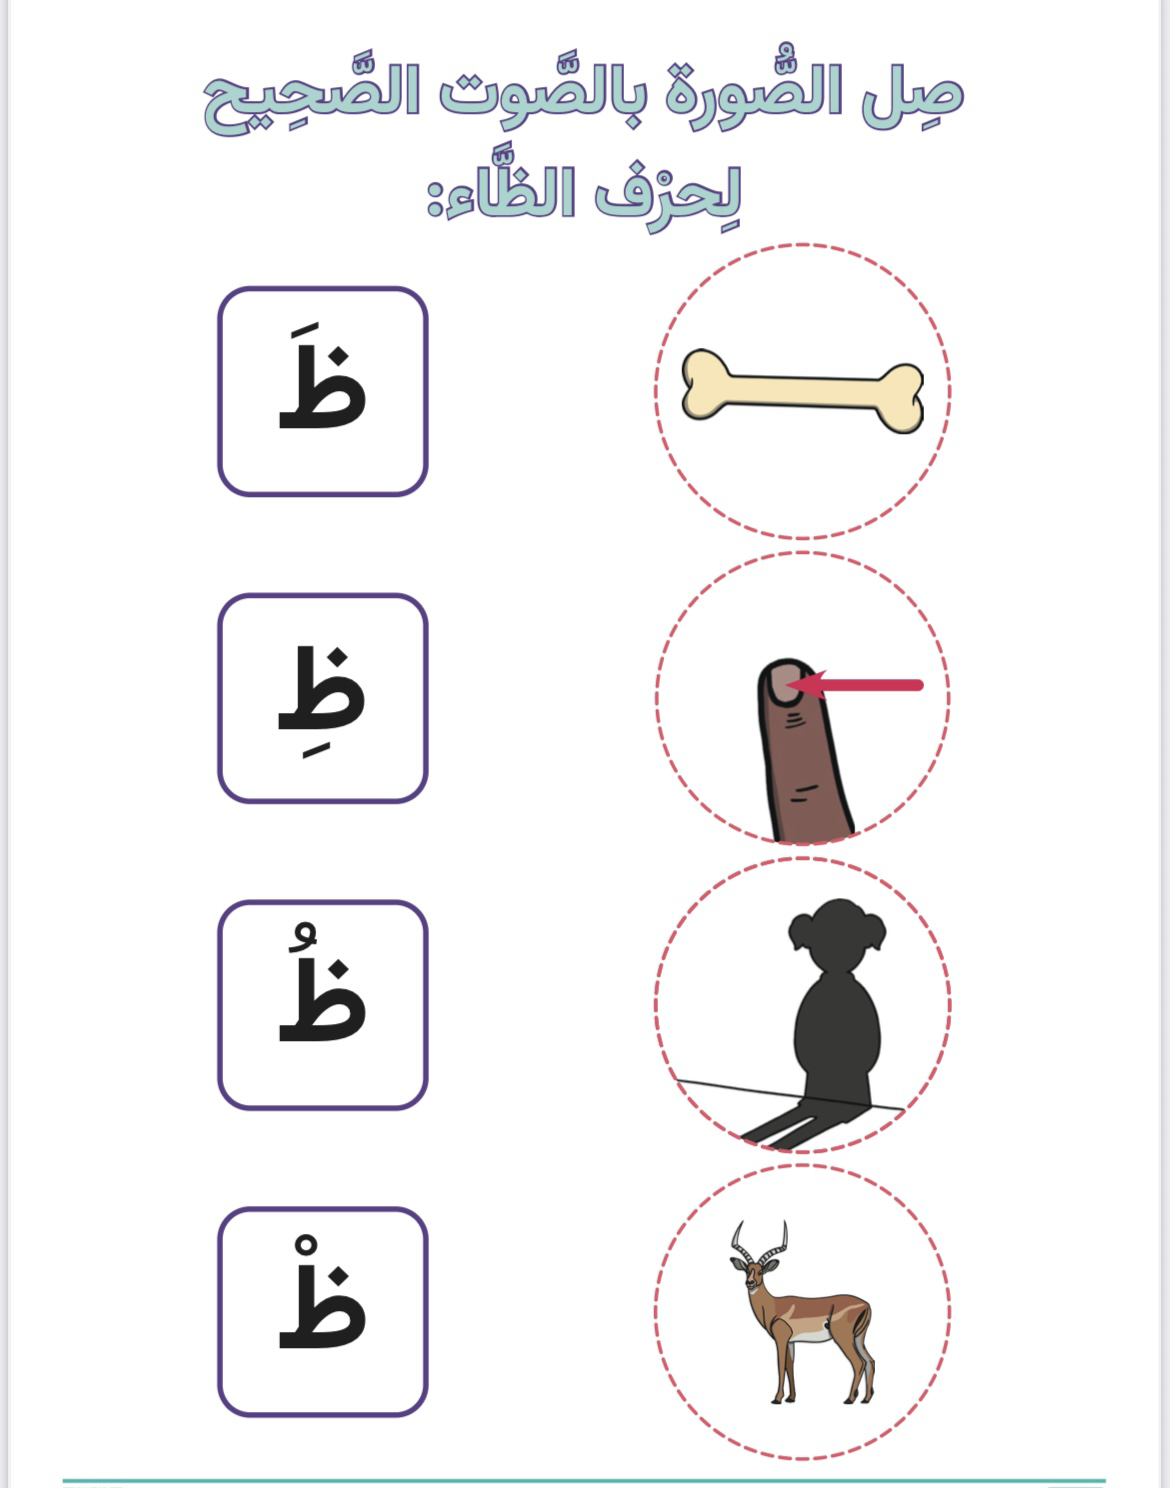 صِل الصُّورة بالصَّوت الصَّحِيح
لِحرْف الظَّاء:
ظَ
ظِ
ظُ
ظْ